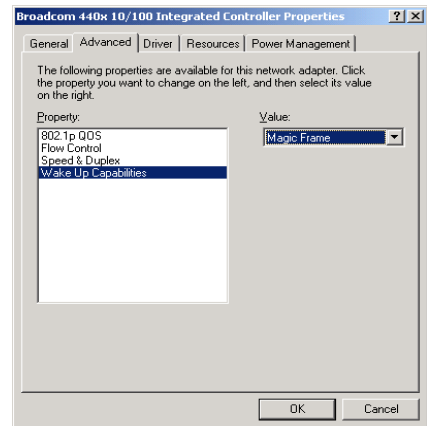 Broadcom 440x 10/100 Integrated Controller Properties
General Advanced Driver Resources Power Management
The following properties are available for this network adapter. Click
the property you want to change on the left, and then select its value
on the right.
Property:
Value:
802.1p QOS
Flow Control
Speed & Duplex
Wake Up Capabilities
Magic Frame
OK Cancel